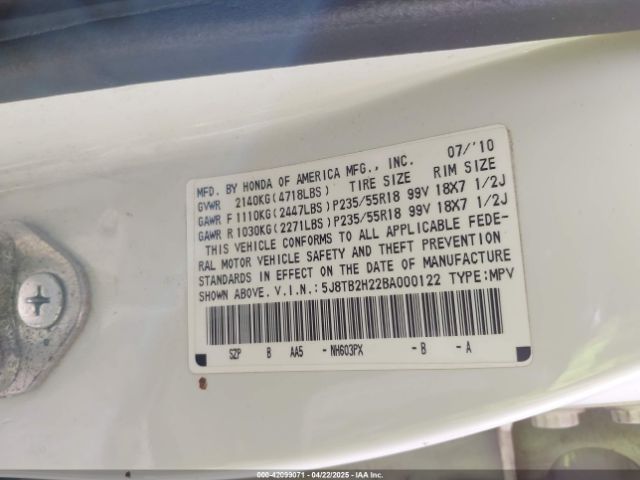 MFD. BY HONDA OF AMERICA MFG., INC. 07/'10
GVWR 2140KG(4718LBS) TIRE SIZE RIM SIZE
GAWR F 1110KG(2447LBS) P235/55R18 99V 18X7 1/2J
GAWR R 1030KG(2271LBS) P235/55R18 99V 18X7 1/2J
THIS VEHICLE CONFORMS TO ALL APPLICABLE FEDE-
RAL MOTOR VEHICLE SAFETY AND THEFT PREVENTION
STANDARDS IN EFFECT ON THE DATE OF MANUFACTURE
SHOWN ABOVE. V.I.N.:5J8TB2H22BA000122 TYPE:MPV
SZP B AA5 -NH603PX -B -A
000-42099071 - 04/22/2025 - IAAI.COM